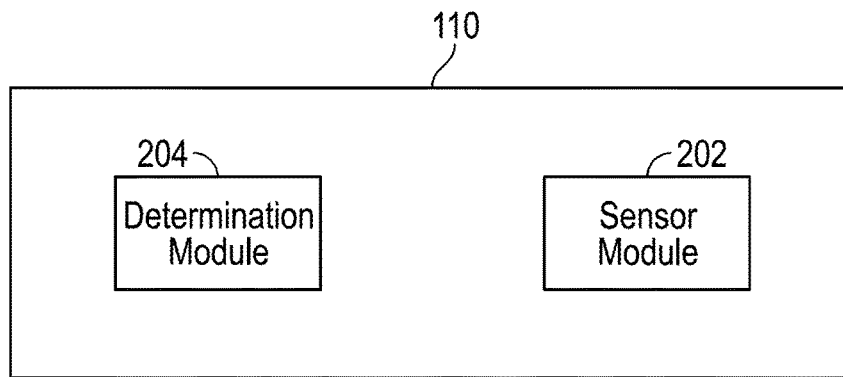 110
204
202
Determination
Module
Sensor
Module